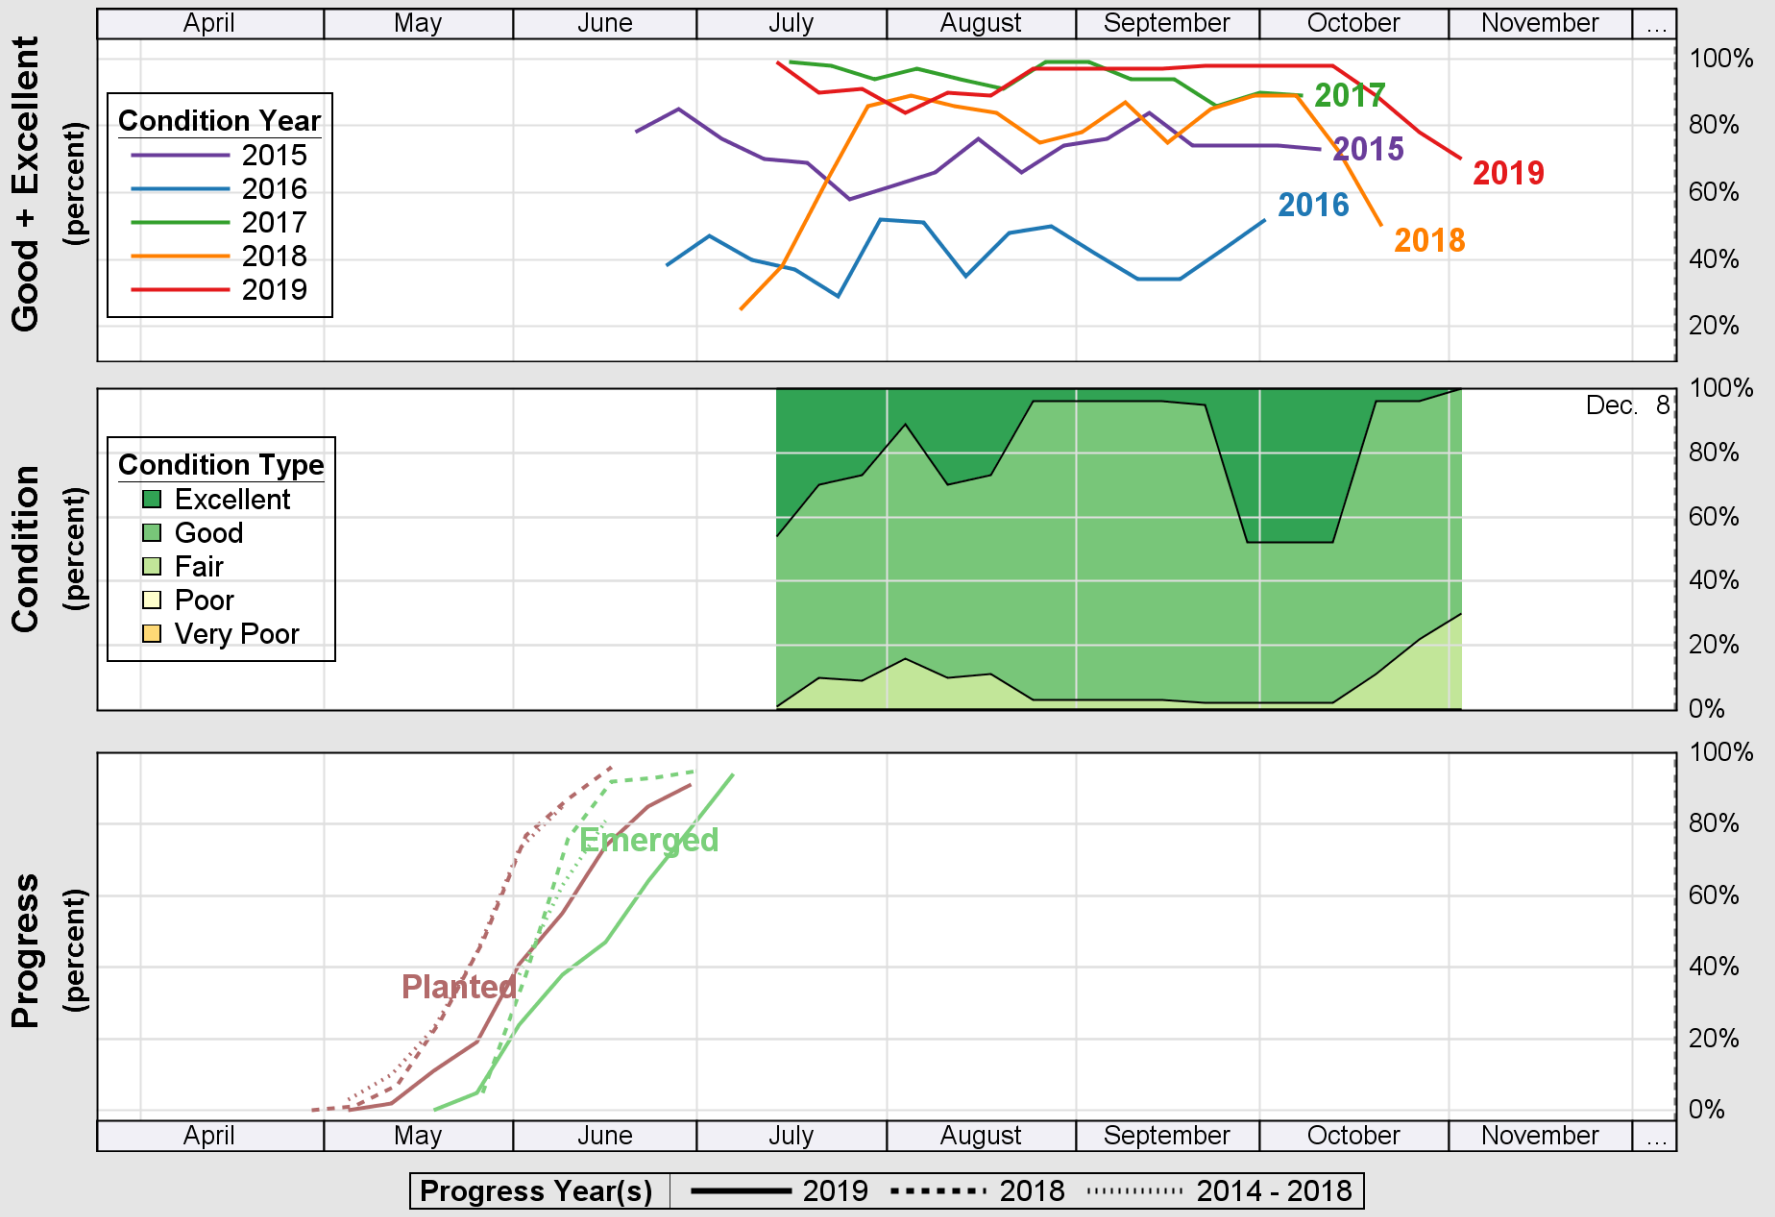 April May June July August September October November ...
Good + Excellent
(percent)
100%
80%
60%
40%
20%
Condition Year
2015
2016
2017
2018
2019
2017
2015
2019
2016
2018
Condition
(percent)
100%
80%
60%
40%
20%
0%
Dec. 8
Condition Type
Excellent
Good
Fair
Poor
Very Poor
Progress
(percent)
100%
80%
60%
40%
20%
0%
Emerged
Planted
April May June July August September October November ...
Progress Year(s) 2019 2018 2014 - 2018